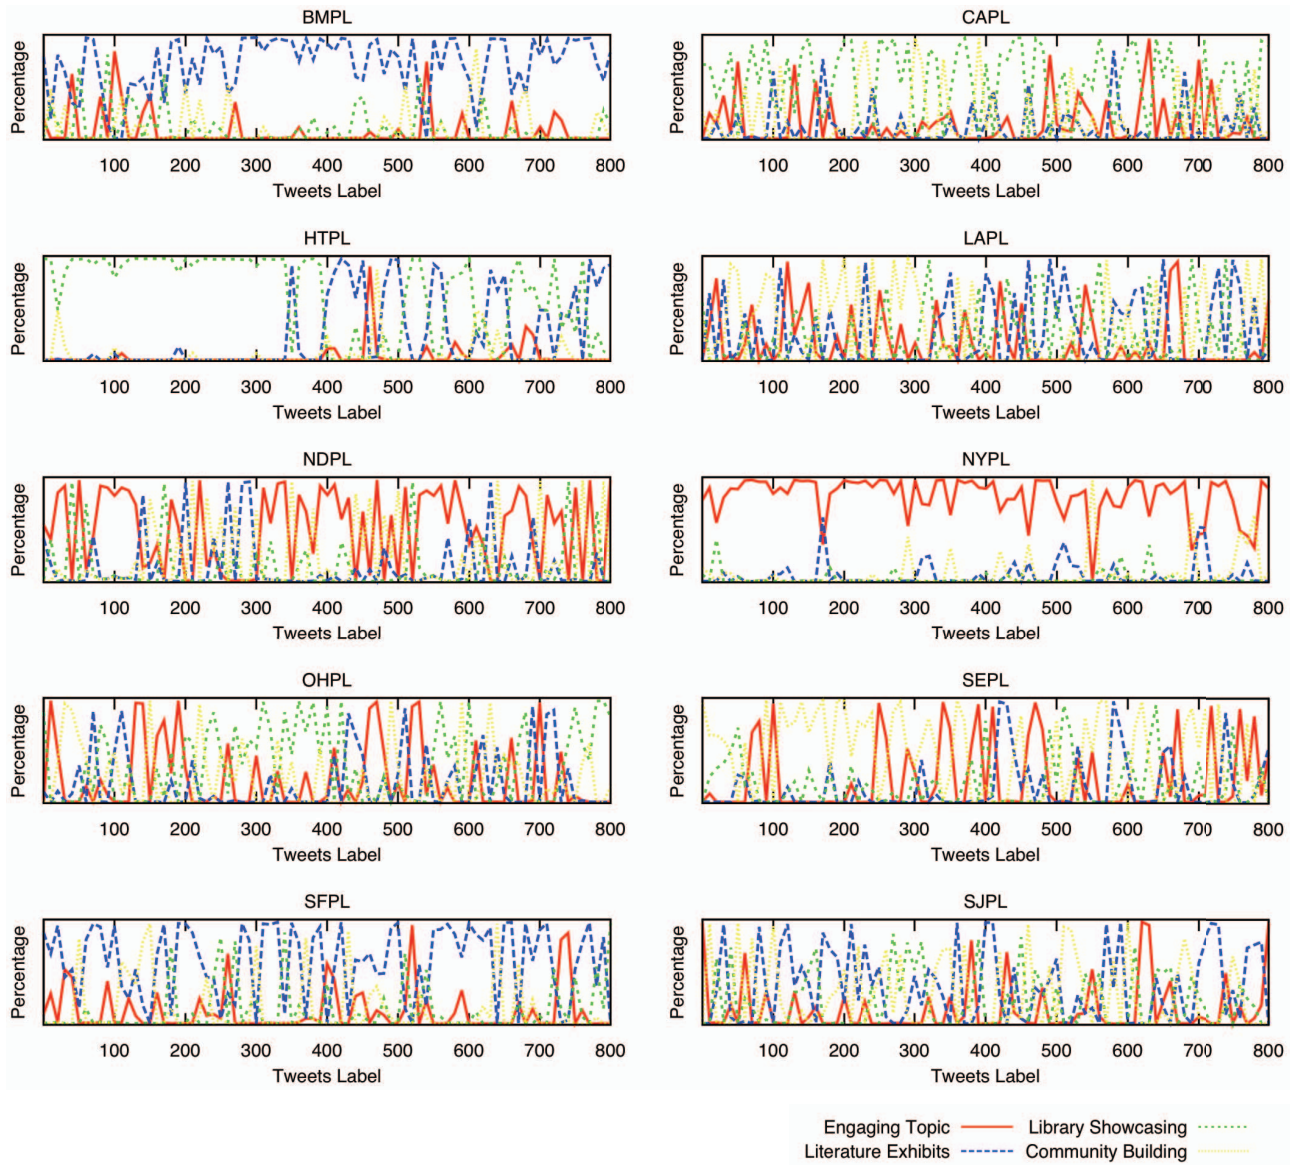 BMPL
CAPL
Percentage
Percentage
100 200 300 400 500 600 700 800
100 200 300 400 500 600 700 800
Tweets Label
Tweets Label
HTPL
LAPL
Percentage
Percentage
100 200 300 400 500 600 700 800
100 200 300 400 500 600 700 800
Tweets Label
Tweets Label
NDPL
NYPL
Percentage
Percentage
100 200 300 400 500 600 700 800
100 200 300 400 500 600 700 800
Tweets Label
Tweets Label
OHPL
SEPL
Percentage
Percentage
100 200 300 400 500 600 700 800
100 200 300 400 500 600 700 800
Tweets Label
Tweets Label
SFPL
SJPL
Percentage
Percentage
100 200 300 400 500 600 700 800
100 200 300 400 500 600 700 800
Tweets Label
Tweets Label
Engaging Topic Library Showcasing
Literature Exhibits Community Building